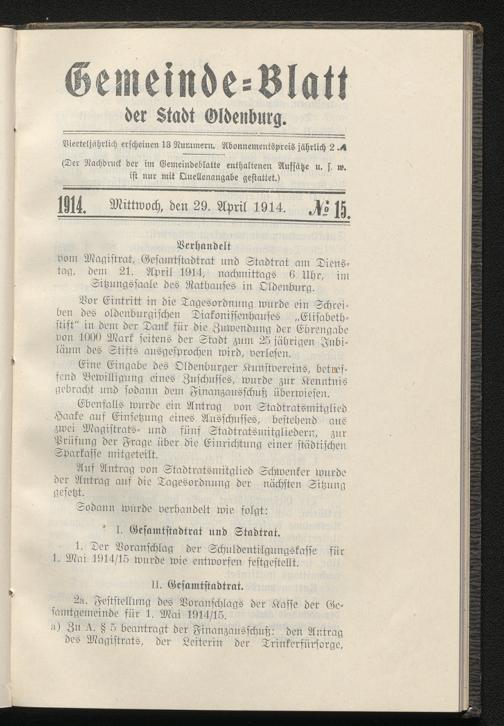 Gemeinde=Blatt
der Stadt Oldenburg.
Vierteljährlich erscheinen 13 Nummern. Abonnementspreis jährlich 2 ℳ
(Der Nachdruck der im Gemeindeblatte enthaltenen Aufsätze u. s. w.
ist nur mit Quellenangabe gestattet.)
1914. Mittwoch, den 29. April 1914. № 15.
Verhandelt
vom Magistrat, Gesamtstadtrat und Stadtrat am Diens-
tag, dem 21. April 1914, nachmittags 6 Uhr, im
Sitzungssaale des Rathauses in Oldenburg.
Vor Eintritt in die Tagesordnung wurde ein Schrei-
ben des oldenburgischen Diakonissenhauses „Elisabeth-
stift" in dem der Dank für die Zuwendung der Ehrengabe
von 1000 Mark seitens der Stadt zum 25 jährigen Jubi-
läum des Stifts ausgesprochen wird, verlesen.
Eine Eingabe des Oldenburger Kunstvereins, betref-
fend Bewilligung eines Zuschusses, wurde zur Kenntnis
gebracht und sodann dem Finanzausschuß überwiesen.
Ebenfalls wurde ein Antrag von Stadtratsmitglied
Haake auf Einsetzung eines Ausschusses, bestehend aus
zwei Magistrats- und fünf Stadtratsmitgliedern, zur
Prüfung der Frage über die Einrichtung einer städtischen
Sparkasse mitgeteilt.
Auf Antrag von Stadtratsmitglied Schwenker wurde
der Antrag auf die Tagesordnung der nächsten Sitzung
gesetzt.
Sodann wurde verhandelt wie folgt:
I. Gesamtstadtrat und Stadtrat.
1. Der Voranschlag der Schuldentilgungskasse für
1. Mai 1914/15 wurde wie entworfen festgestellt.
II. Gesamtstadtrat.
2a. Feststellung des Voranschlags der Kasse der Ge-
samtgemeinde für 1. Mai 1914/15.
a) Zu A. § 5 beantragt der Finanzausschuß: den Antrag
des Magistrats, der Leiterin der Trinkerfürsorge,